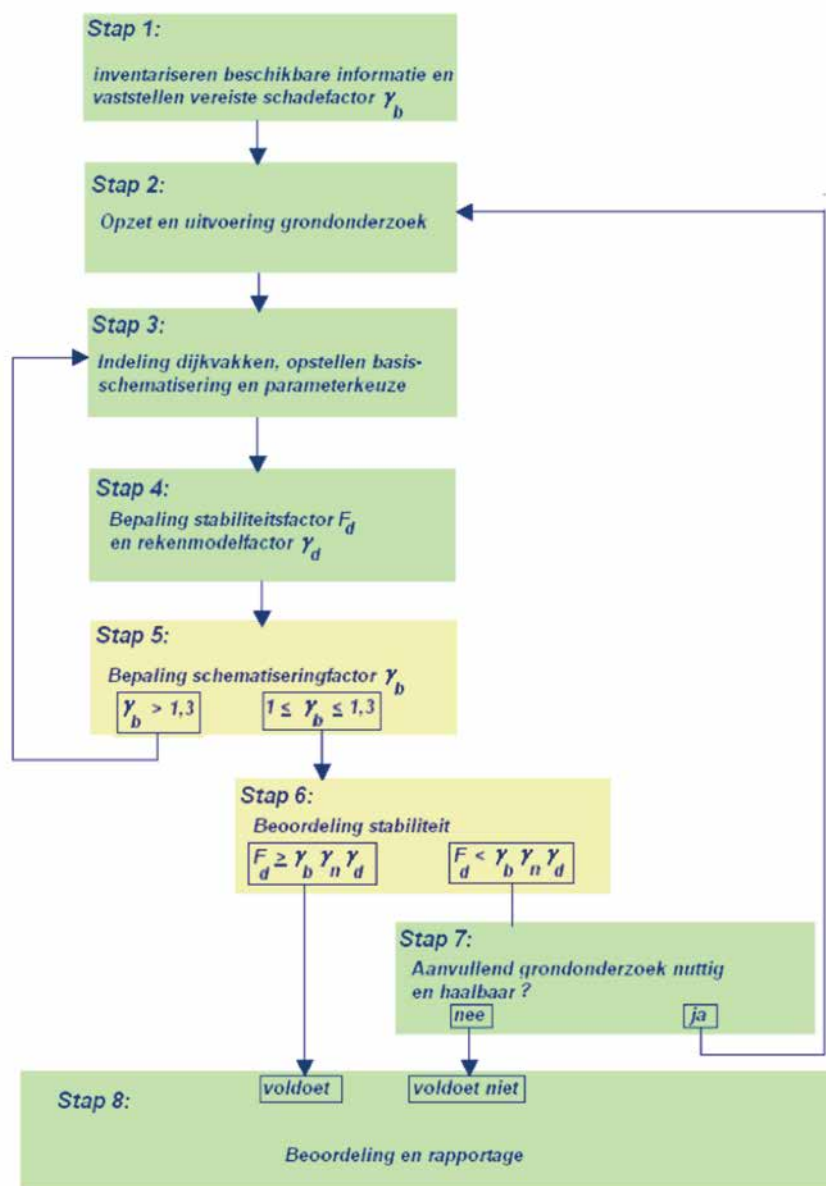 Stap 1:
inventariseren beschikbare informatie en
vaststellen vereiste schadefactor γb
Stap 2:
Opzet en uitvoering grondonderzoek
Stap 3:
Indeling dijkvakken, opstellen basis-
schematisering en parameterkeuze
Stap 4:
Bepaling stabiliteitsfactor Fd
en rekenmodelfactor γd
Stap 5:
Bepaling schematiseringfactor γb
γb > 1,3
1 ≤ γb ≤ 1,3
Stap 6:
Beoordeling stabiliteit
Fd ≥ γb γn γd
Fd < γb γn γd
Stap 7:
Aanvullend grondonderzoek nuttig
en haalbaar ?
nee
ja
voldoet
voldoet niet
Stap 8:
Beoordeling en rapportage